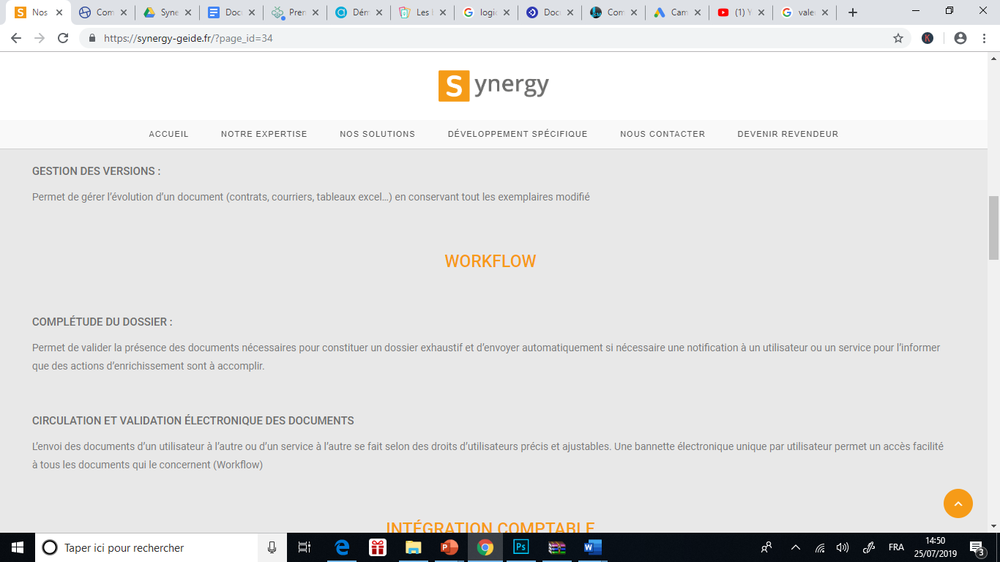 Nos
Com
Syne
Docu
Pren
Dém
Les
logic
Docu
Com
Cam
(1) Y
vale
https://synergy-geide.fr/?page_id=34
K
Synergy
ACCUEIL NOTRE EXPERTISE NOS SOLUTIONS DÉVELOPPEMENT SPÉCIFIQUE NOUS CONTACTER DEVENIR REVENDEUR
GESTION DES VERSIONS :
Permet de gérer l’évolution d’un document (contrats, courriers, tableaux excel…) en conservant tout les exemplaires modifié
WORKFLOW
COMPLÉTUDE DU DOSSIER :
Permet de valider la présence des documents nécessaires pour constituer un dossier exhaustif et d’envoyer automatiquement si nécessaire une notification à un utilisateur ou un service pour l’informer
que des actions d’enrichissement sont à accomplir.
CIRCULATION ET VALIDATION ÉLECTRONIQUE DES DOCUMENTS
L’envoi des documents d’un utilisateur à l’autre ou d’un service à l’autre se fait selon des droits d’utilisateurs précis et ajustables. Une bannette électronique unique par utilisateur permet un accès facilité
à tous les documents qui le concernent (Workflow)
INTÉGRATION COMPTABLE
Taper ici pour rechercher
FRA
14:50
25/07/2019
3